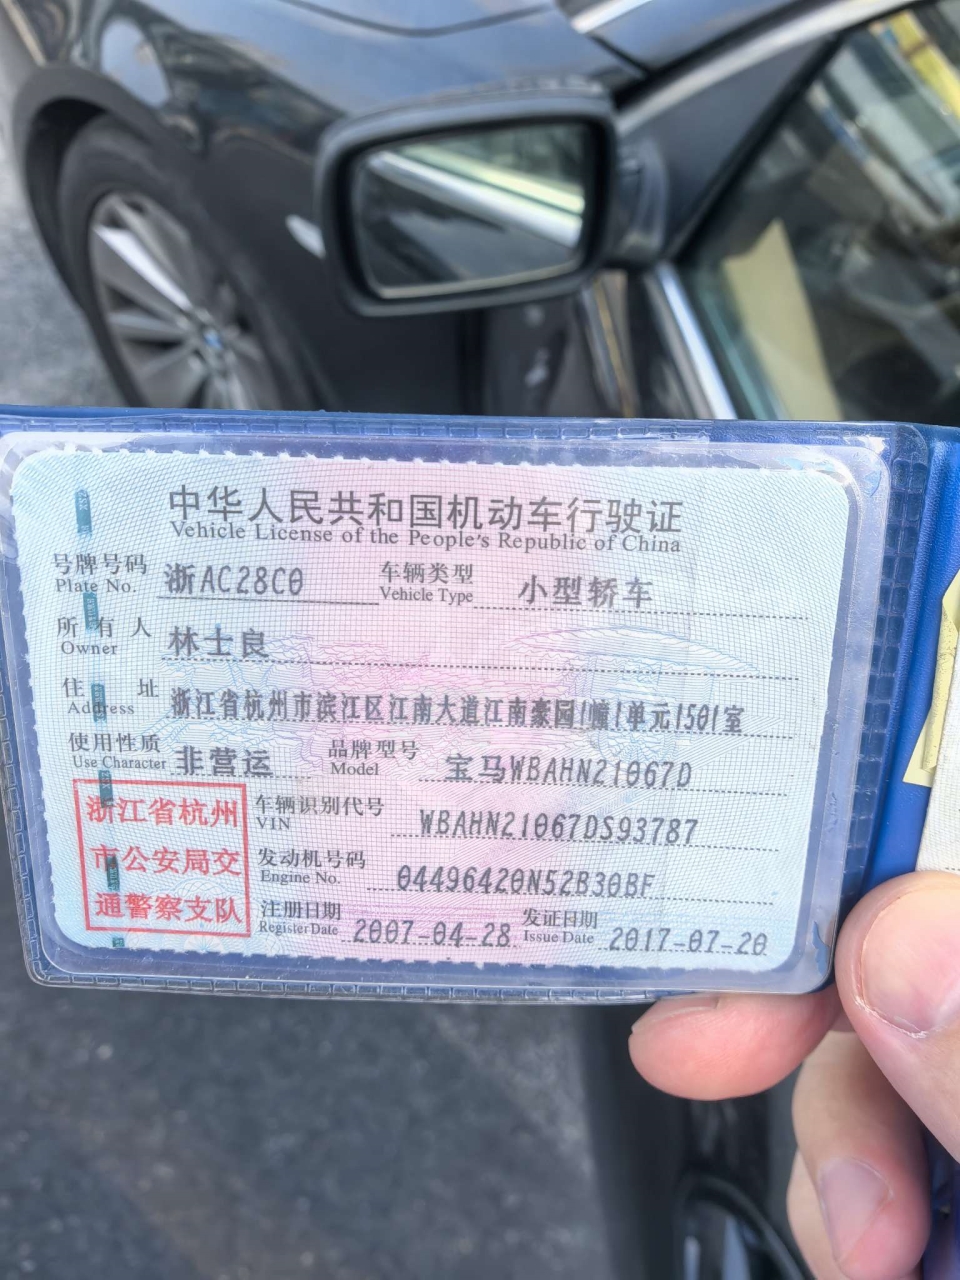 中华人民共和国机动车行驶证
Vehicle License of the People's Republic of China
号牌号码 浙AC28C0 车辆类型 小型轿车
Plate No. Vehicle Type
所有人 林士良
Owner
住址 浙江省杭州市滨江区江南大道江南豪园1幢1单元1501室
Address
使用性质 非营运 品牌型号 宝马WBAHN21067D
Use Character Model
浙江省杭州
市公安局交
通警察支队
车辆识别代号 WBAHN21067DS93787
VIN
发动机号码 04496420N52B30BF
Engine No.
注册日期 2007-04-28 发证日期 2017-07-20
Register Date Issue Date